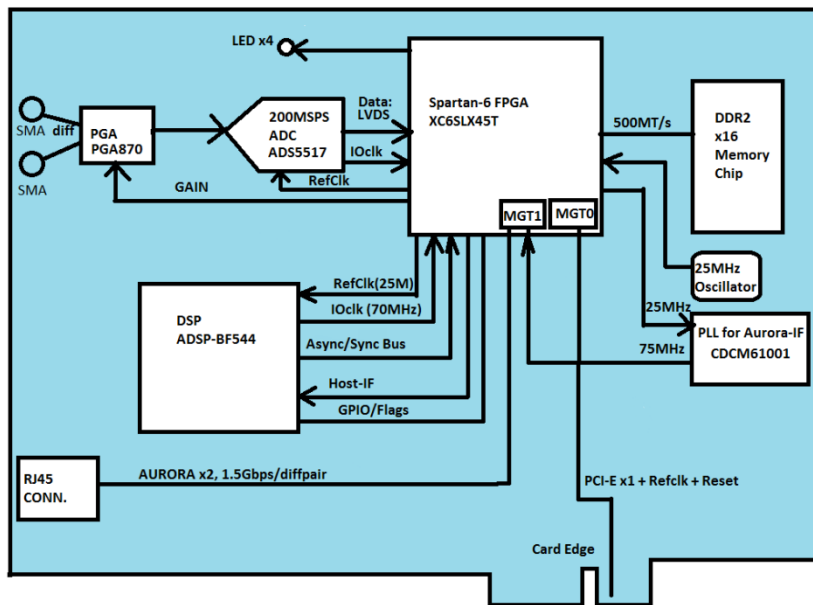 LED x4
SMA
diff
SMA
PGA
PGA870
200MSPS
ADC
ADS5517
Data:
LVDS
IOclk
RefClk
GAIN
Spartan-6 FPGA
XC6SLX45T
MGT1
MGT0
500MT/s
DDR2
x16
Memory
Chip
25MHz
Oscillator
25MHz
PLL for Aurora-IF
CDCM61001
75MHz
DSP
ADSP-BF544
RefClk(25M)
IOclk (70MHz)
Async/Sync Bus
Host-IF
GPIO/Flags
RJ45
CONN.
AURORA x2, 1.5Gbps/diffpair
PCI-E x1 + Refclk + Reset
Card Edge